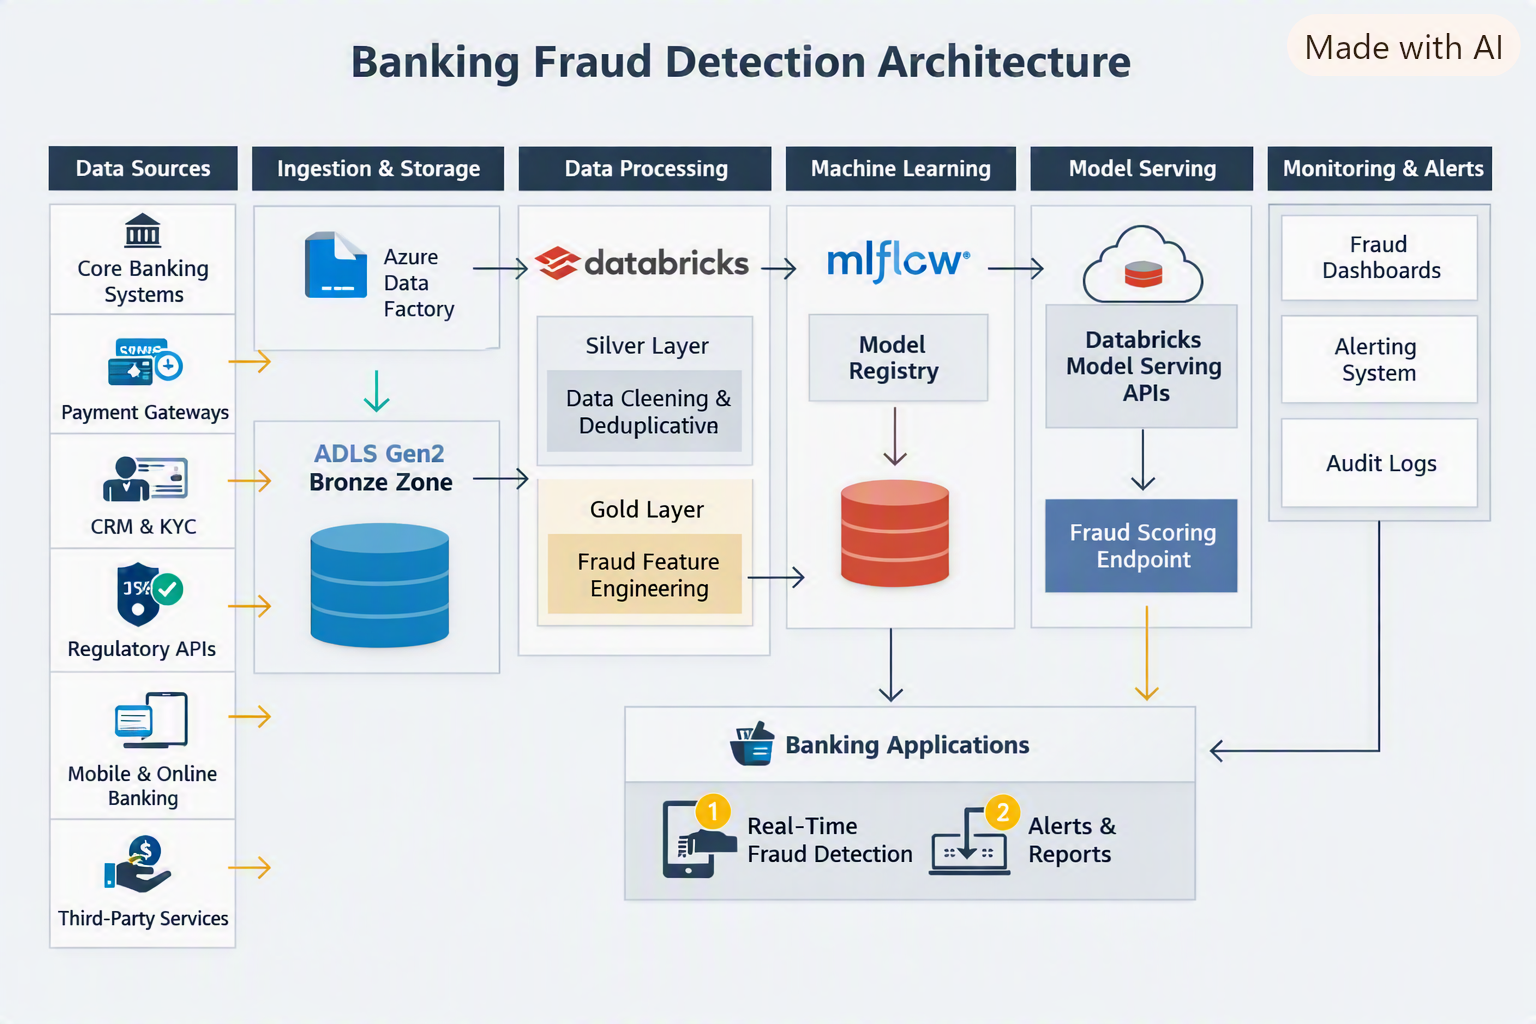 Made with AI
Banking Fraud Detection Architecture
Data Sources
Ingestion & Storage
Data Processing
Machine Learning
Model Serving
Monitoring & Alerts
Core Banking
Systems
Payment Gateways
CRM & KYC
Regulatory APIs
Mobile & Online
Banking
$
Third-Party Services
Azure
Data
Factory
ADLS Gen2
Bronze Zone
databricks
Silver Layer
Data Cleening &
Deduplicative
Gold Layer
Fraud Feature
Engineering
mlflcw®
Model
Registry
Databricks
Model Serving
APIs
Fraud Scoring
Endpoint
Fraud
Dashboards
Alerting
System
Audit Logs
Banking Applications
1
Real-Time
Fraud Detection
2
Alerts &
Reports